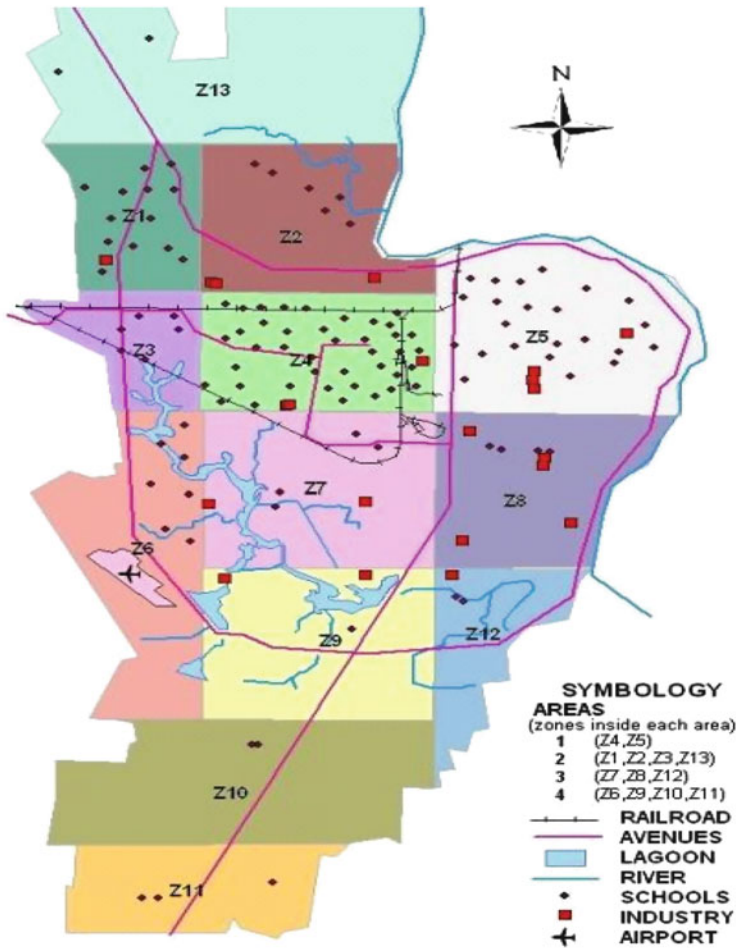 N
Z13
Z1
Z2
Z3
Z4
Z5
Z6
Z7
Z8
Z9
Z12
Z10
Z11
SYMBOLOGY
AREAS
(zones inside each area)
1 (Z4,Z5)
2 (Z1,Z2,Z3,Z13)
3 (Z7,Z8,Z12)
4 (Z6,Z9,Z10,Z11)
RAILROAD
AVENUES
LAGOON
RIVER
SCHOOLS
INDUSTRY
AIRPORT